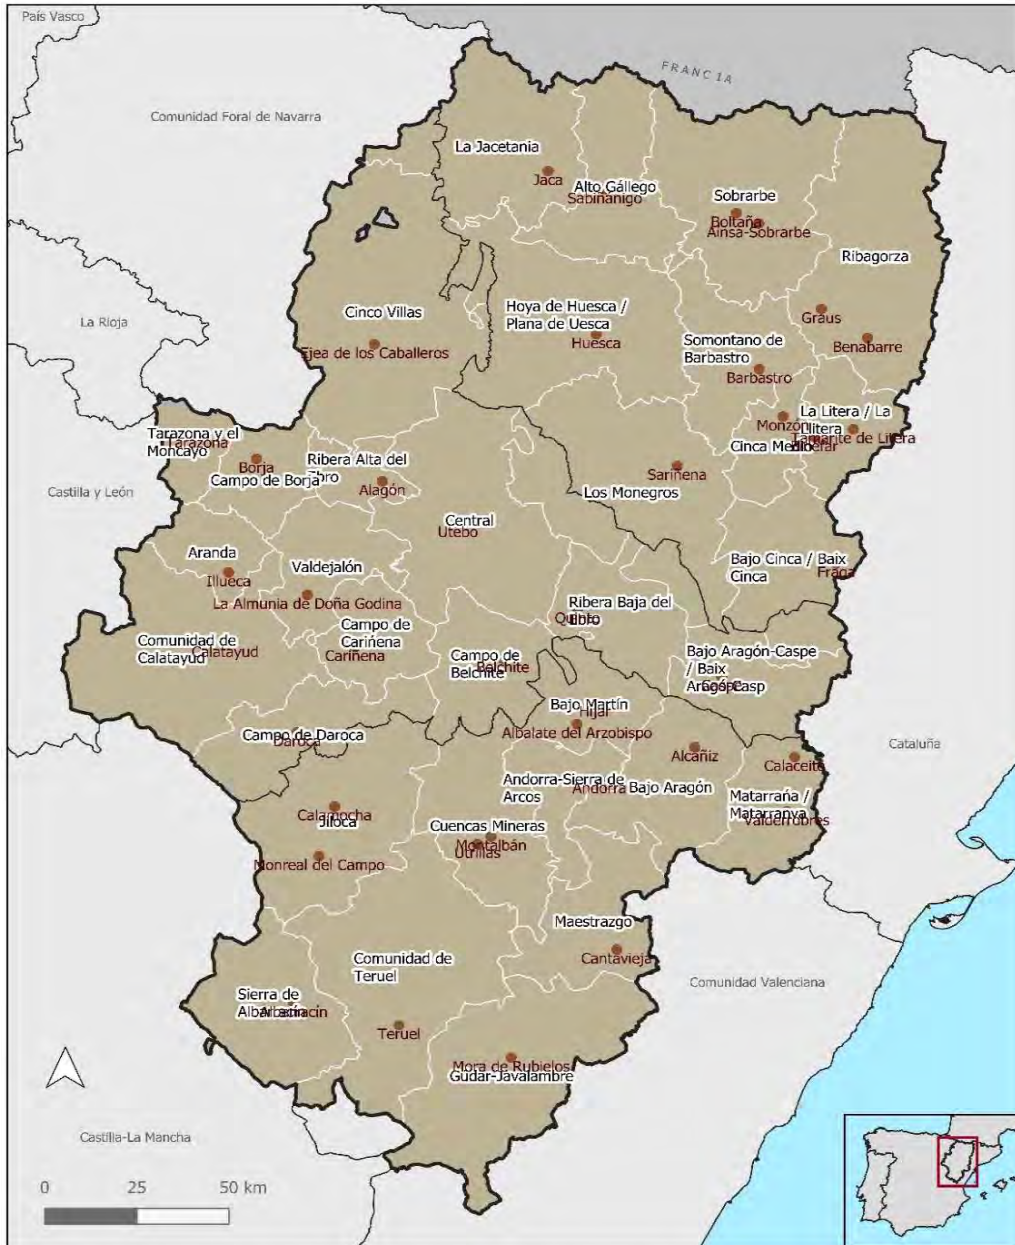 País Vasco
FRANCIA
Comunidad Foral de Navarra
La Jacetania
Jaca
Alto Gállego
Sabiñánigo
Sobrarbe
Boltaña
Aínsa-Sobrarbe
Ribagorza
Cinco Villas
Hoya de Huesca /
Plana de Uesca
Huesca
La Rioja
Graus
Benabarre
Ejea de los Caballeros
Somontano de
Barbastro
Barbastro
La Litera / La
Llitera
Monzón
Tamarite de Litera
Cinca Medio
Tarazona y el
Moncayo
Tarazona
Borja
Campo de Borja
Ribera Alta del
Ebro
Alagón
Sariñena
Los Monegros
Castilla y León
Central
Utebo
Aranda
Illueca
Valdejalón
La Almunia de Doña Godina
Bajo Cinca / Baix
Cinca
Fraga
Ribera Baja del
Ebro
Quinto
Campo de
Cariñena
Cariñena
Comunidad de
Calatayud
Calatayud
Campo de
Belchite
Belchite
Bajo Aragón-Caspe
/ Baix
Aragó-Casp
Caspe
Bajo Martín
Híjar
Albalate del Arzobispo
Campo de Daroca
Daroca
Alcañiz
Calaceite
Cataluña
Andorra-Sierra de
Arcos
Andorra
Bajo Aragón
Matarraña /
Matarranya
Valderrobres
Calamocha
Jiloca
Cuencas Mineras
Montalbán
Utrillas
Monreal del Campo
Maestrazgo
Cantavieja
Comunidad de
Teruel
Comunidad Valenciana
Sierra de
Albarracín
Albarracín
Teruel
Mora de Rubielos
Gúdar-Javalambre
Castilla-La Mancha
0 25 50 km